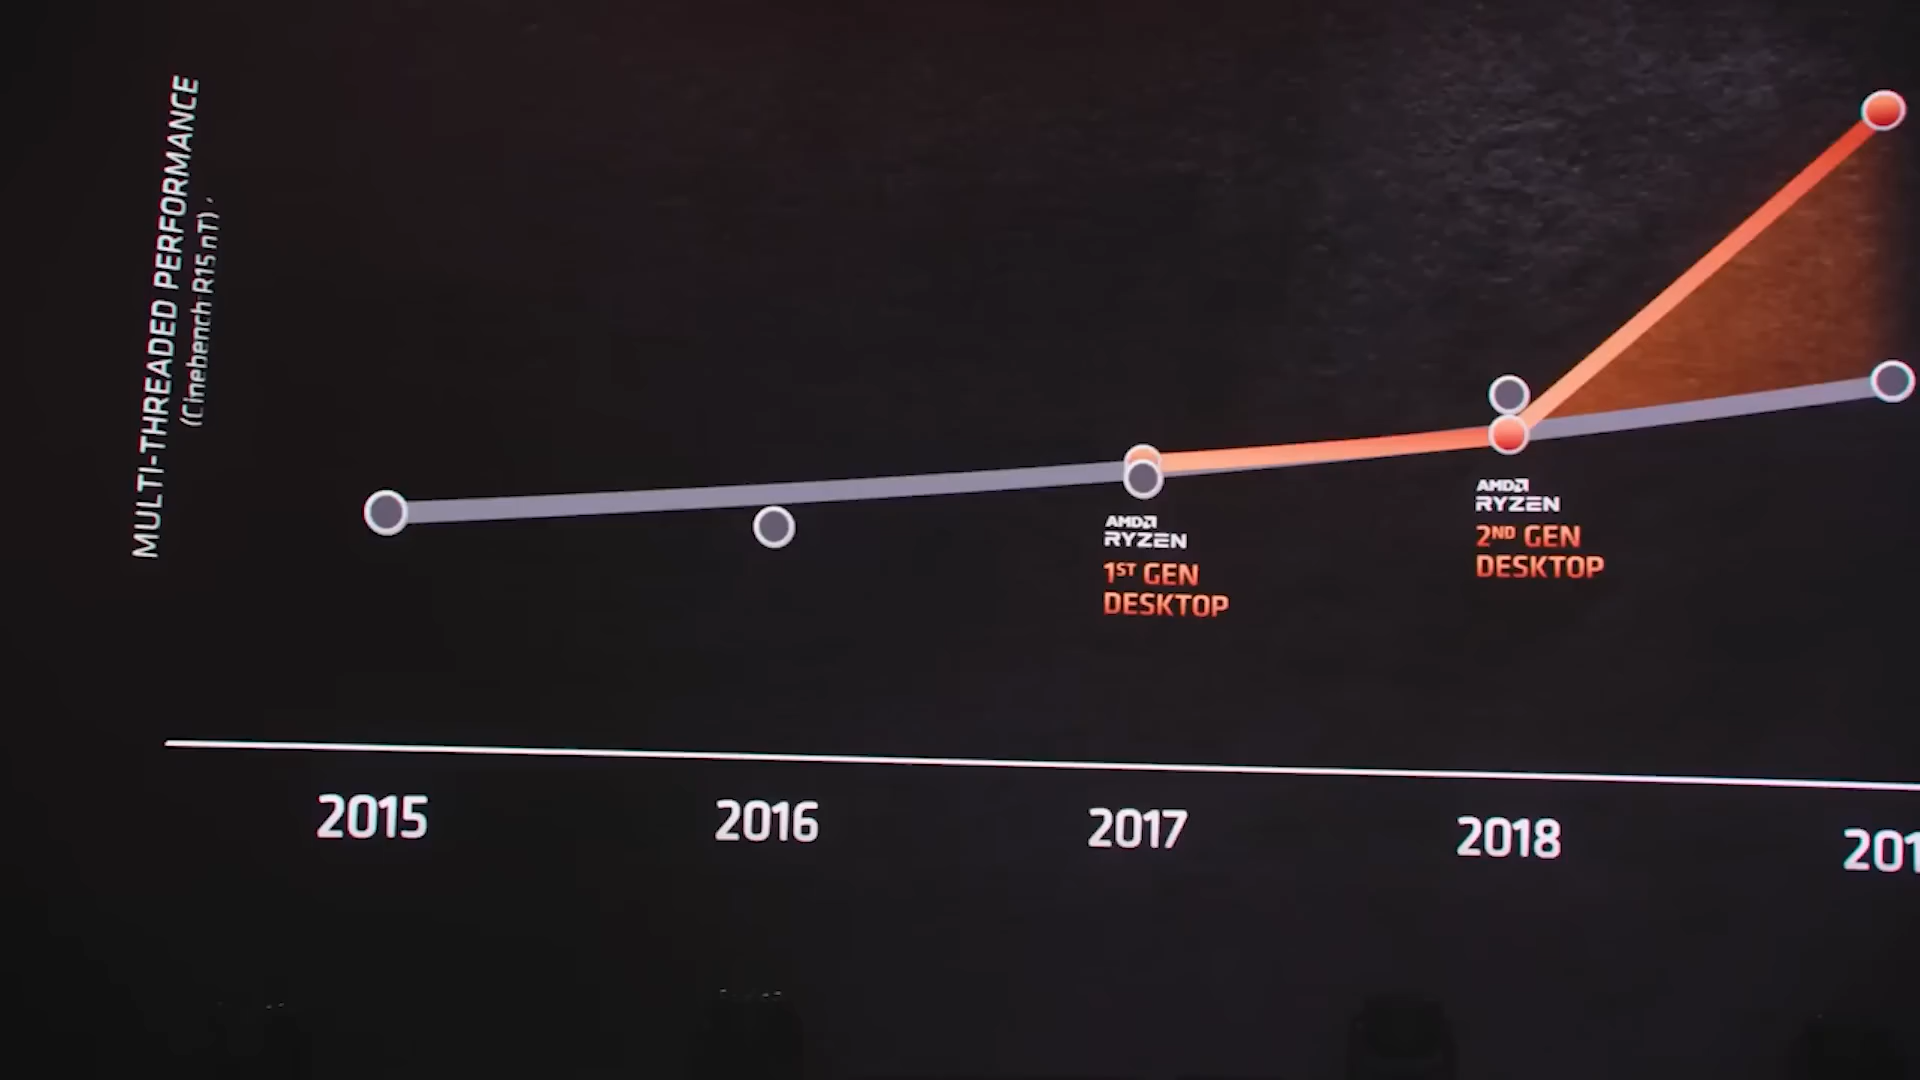 MULTI-THREADED PERFORMANCE
(Cinebench R15 nT)
AMD
RYZEN
1ST GEN
DESKTOP
AMD
RYZEN
2ND GEN
DESKTOP
2015
2016
2017
2018
201